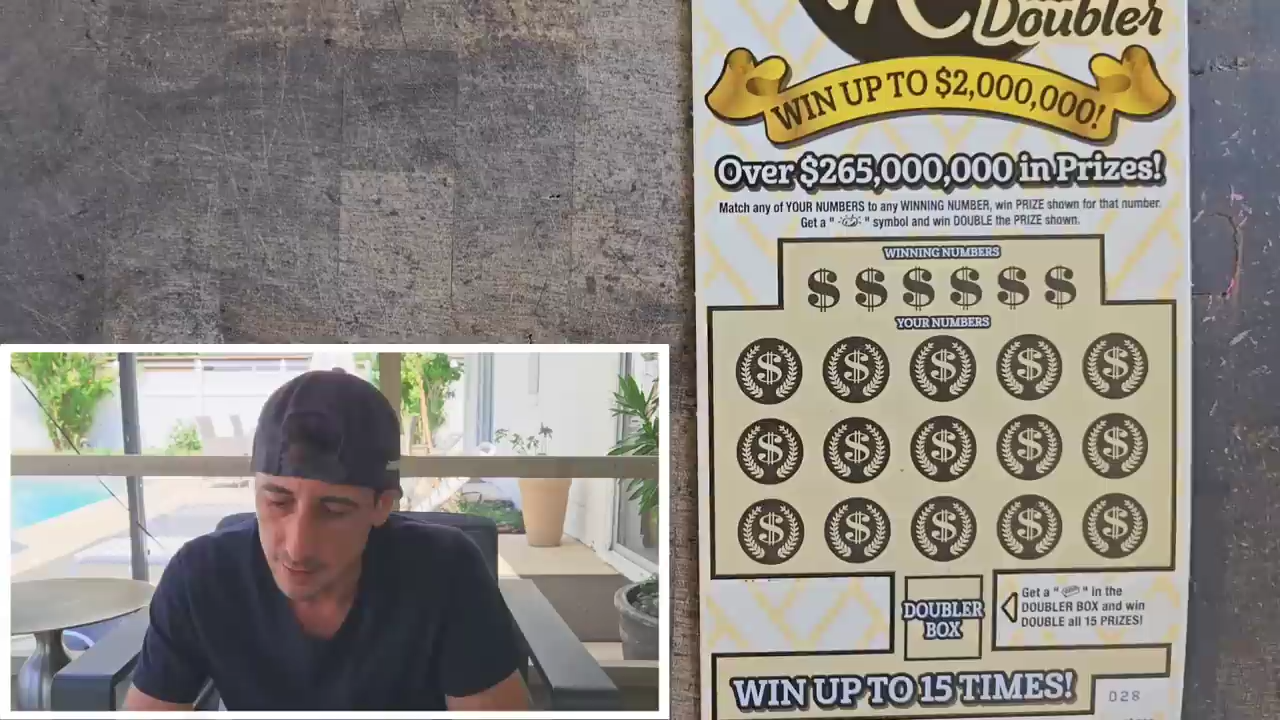 Doubler
WIN UP TO $2,000,000!
Over $265,000,000 in Prizes!
Match any of YOUR NUMBERS to any WINNING NUMBER, win PRIZE shown for that number.
Get a " " symbol and win DOUBLE the PRIZE shown.
WINNING NUMBERS
$ $ $ $ $ $
YOUR NUMBERS
$ $ $ $ $
$ $ $ $ $
$ $ $ $ $
DOUBLER
BOX
Get a " " in the
DOUBLER BOX and win
DOUBLE all 15 PRIZES!
WIN UP TO 15 TIMES!
028